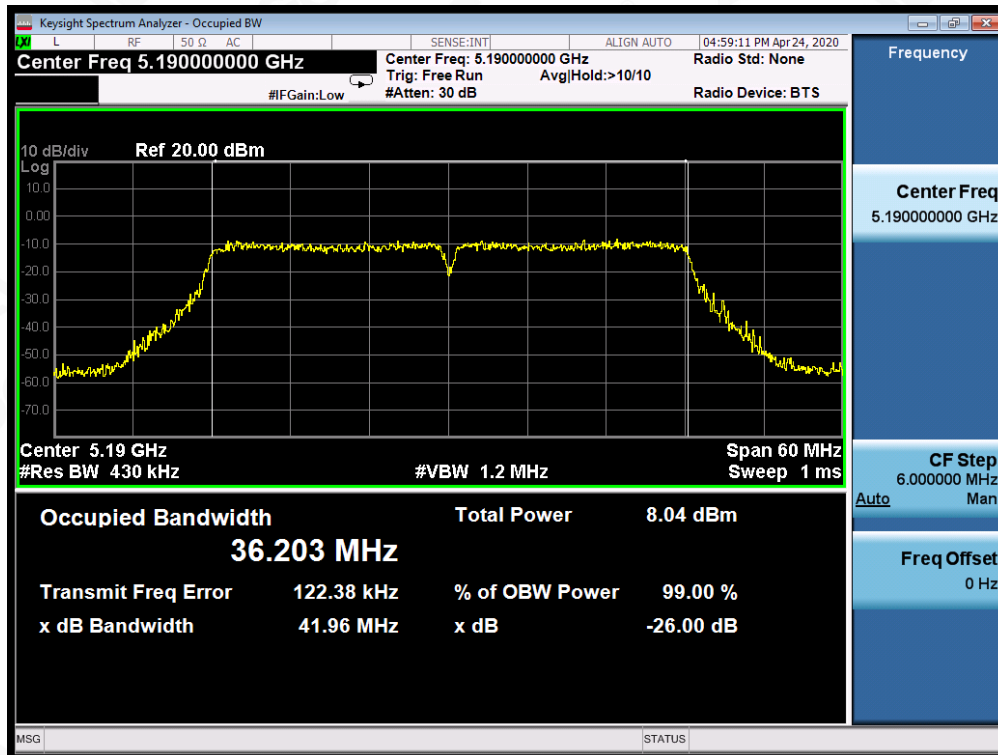 Keysight Spectrum Analyzer - Occupied BW
LXI L RF 50 Ω AC SENSE:INT ALIGN AUTO 04:59:11 PM Apr 24, 2020
Center Freq 5.190000000 GHz
#IFGain:Low
Center Freq: 5.190000000 GHz
Trig: Free Run Avg|Hold:>10/10
#Atten: 30 dB
Radio Std: None
Radio Device: BTS
10 dB/div Ref 20.00 dBm
Log
10.0
0.00
-10.0
-20.0
-30.0
-40.0
-50.0
-60.0
-70.0
Center 5.19 GHz Span 60 MHz
#Res BW 430 kHz #VBW 1.2 MHz Sweep 1 ms
Occupied Bandwidth Total Power 8.04 dBm
36.203 MHz
Transmit Freq Error 122.38 kHz % of OBW Power 99.00 %
x dB Bandwidth 41.96 MHz x dB -26.00 dB
MSG STATUS
Frequency
Center Freq
5.190000000 GHz
CF Step
6.000000 MHz
Auto Man
Freq Offset
0 Hz